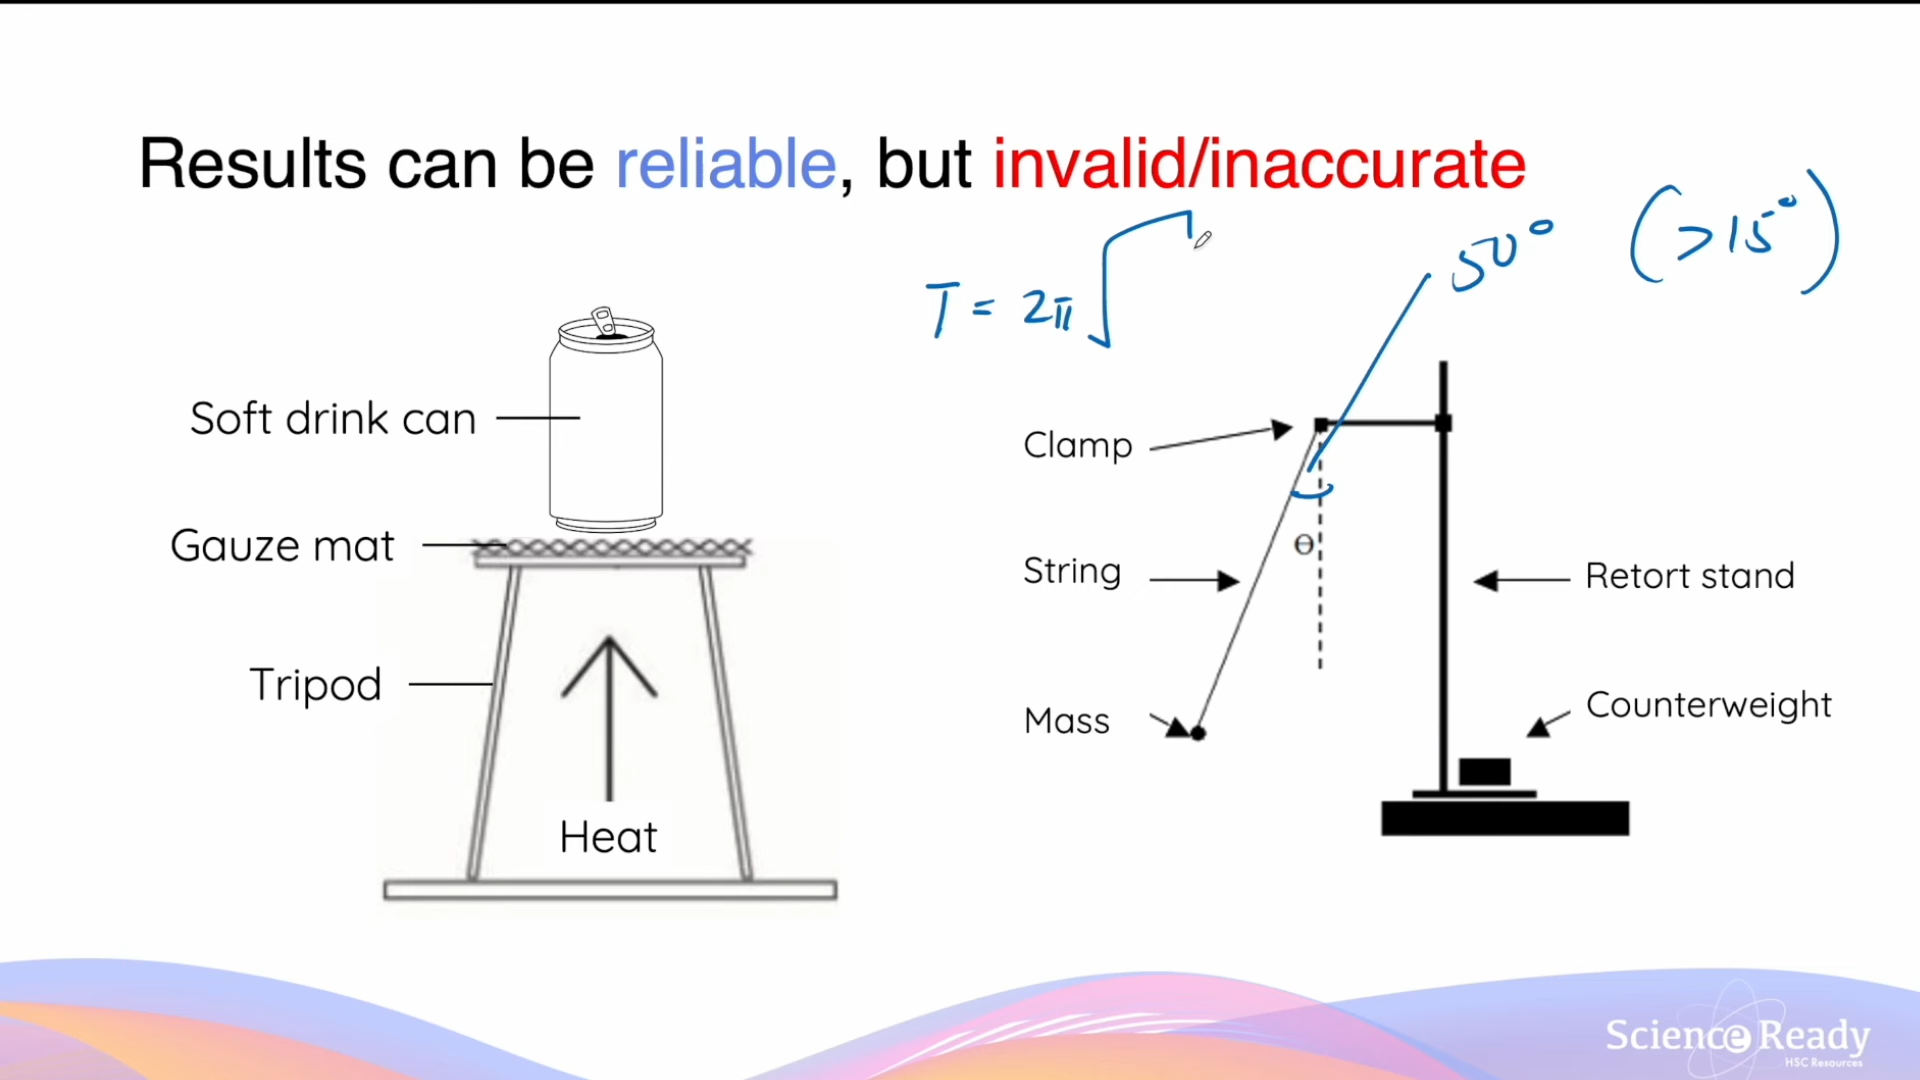 Results can be reliable, but invalid/inaccurate
50° (>15°)
T = 2π√
Soft drink can
Gauze mat
Tripod
Heat
Clamp
String
θ
Mass
Retort stand
Counterweight
Science Ready
HSC Resources